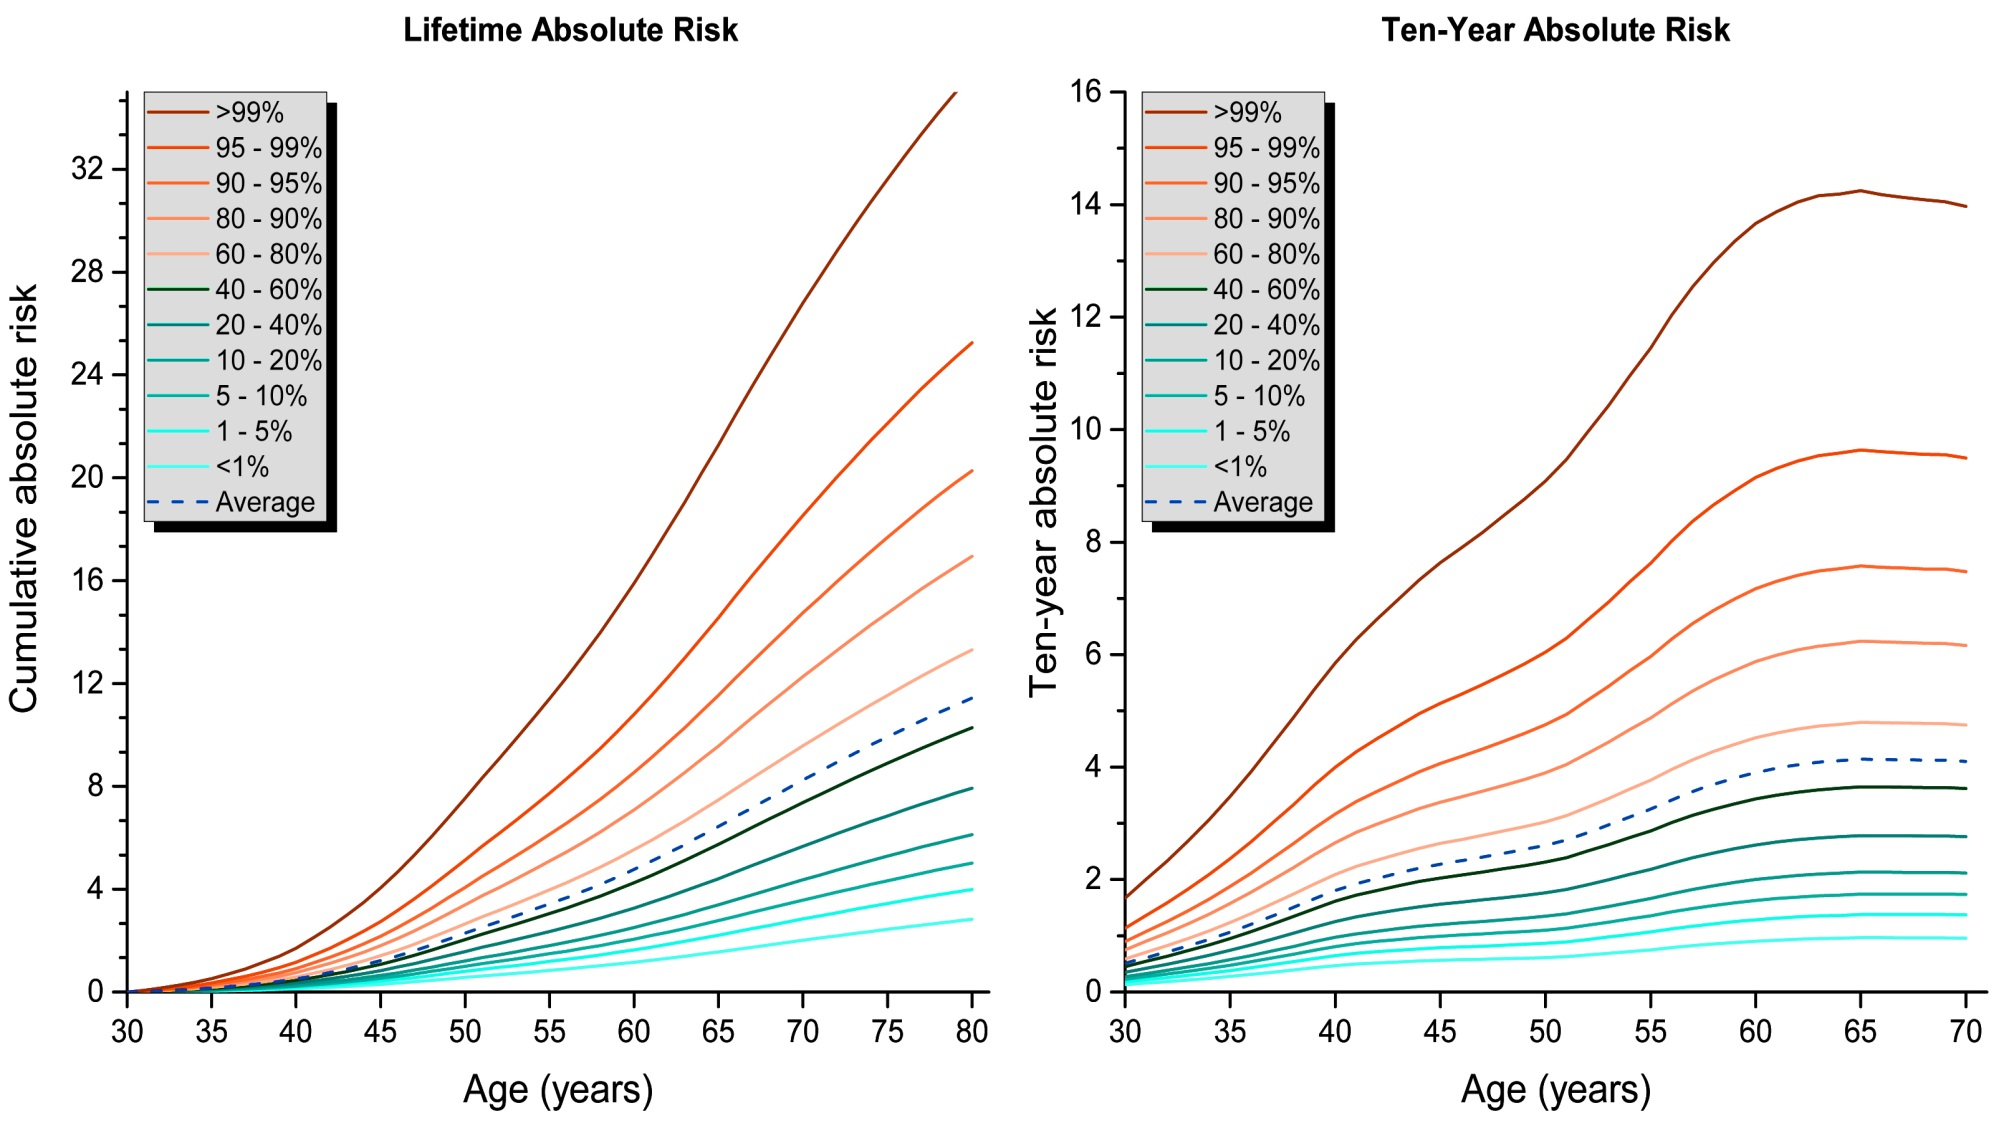 Lifetime Absolute Risk
Cumulative absolute risk
32
28
24
20
16
12
8
4
0
>99%
95 - 99%
90 - 95%
80 - 90%
60 - 80%
40 - 60%
20 - 40%
10 - 20%
5 - 10%
1 - 5%
<1%
Average
30 35 40 45 50 55 60 65 70 75 80
Age (years)
Ten-Year Absolute Risk
Ten-year absolute risk
16
14
12
10
8
6
4
2
0
>99%
95 - 99%
90 - 95%
80 - 90%
60 - 80%
40 - 60%
20 - 40%
10 - 20%
5 - 10%
1 - 5%
<1%
Average
30 35 40 45 50 55 60 65 70
Age (years)